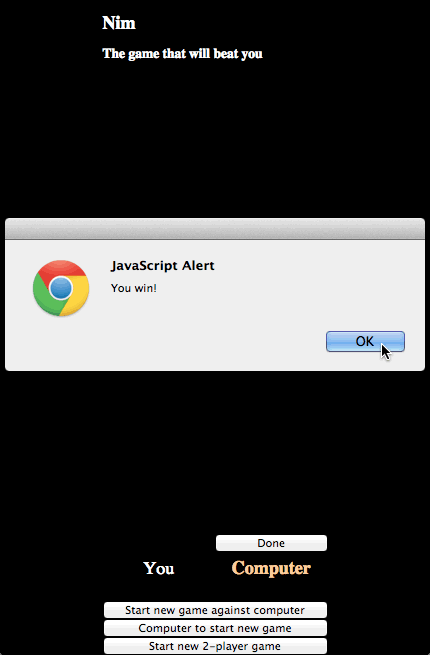 Nim
The game that will beat you
JavaScript Alert
You win!
OK
Done
You Computer
Start new game against computer
Computer to start new game
Start new 2-player game